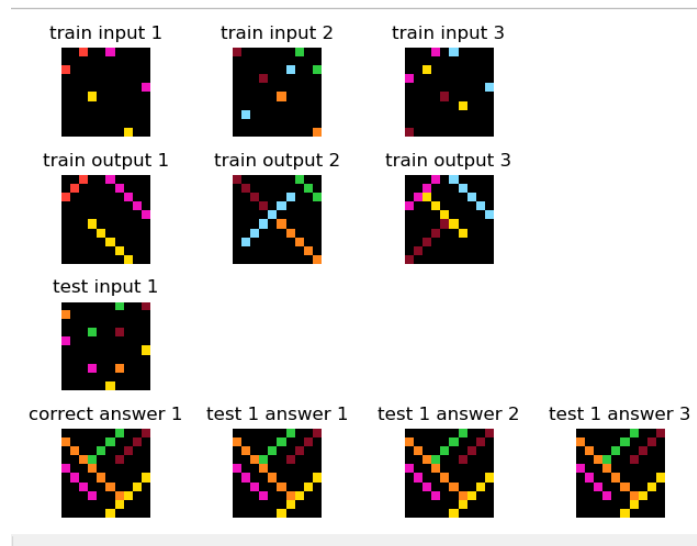 train input 1 train input 2 train input 3
train output 1 train output 2 train output 3
test input 1
correct answer 1 test 1 answer 1 test 1 answer 2 test 1 answer 3